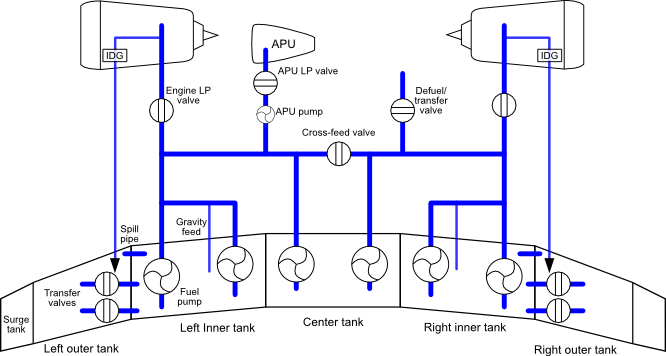 IDG
APU
IDG
APU LP valve
Engine LP
valve
Defuel/
transfer
valve
APU pump
Cross-feed valve
Spill
pipe
Gravity
feed
Transfer
valves
Fuel
pump
Surge
tank
Left Inner tank
Center tank
Right inner tank
Left outer tank
Right outer tank